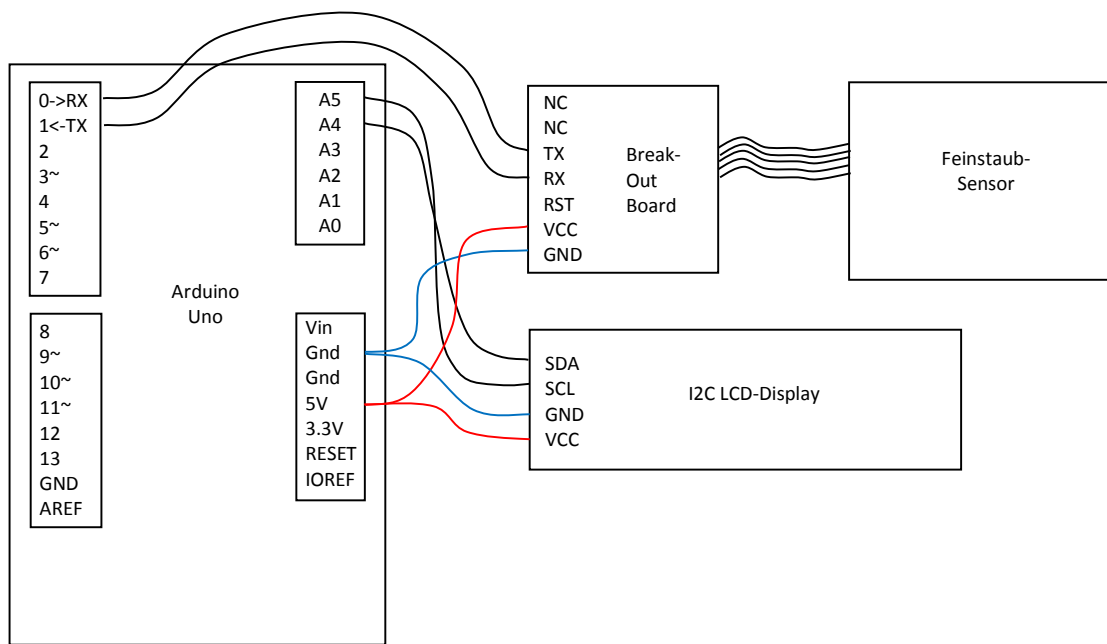 0->RX
1<-TX
2
3~
4
5~
6~
7
8
9~
10~
11~
12
13
GND
AREF
Arduino
Uno
A5
A4
A3
A2
A1
A0
Vin
Gnd
Gnd
5V
3.3V
RESET
IOREF
NC
NC
TX
RX
RST
VCC
GND
Break-
Out
Board
Feinstaub-
Sensor
SDA
SCL
GND
VCC
I2C LCD-Display